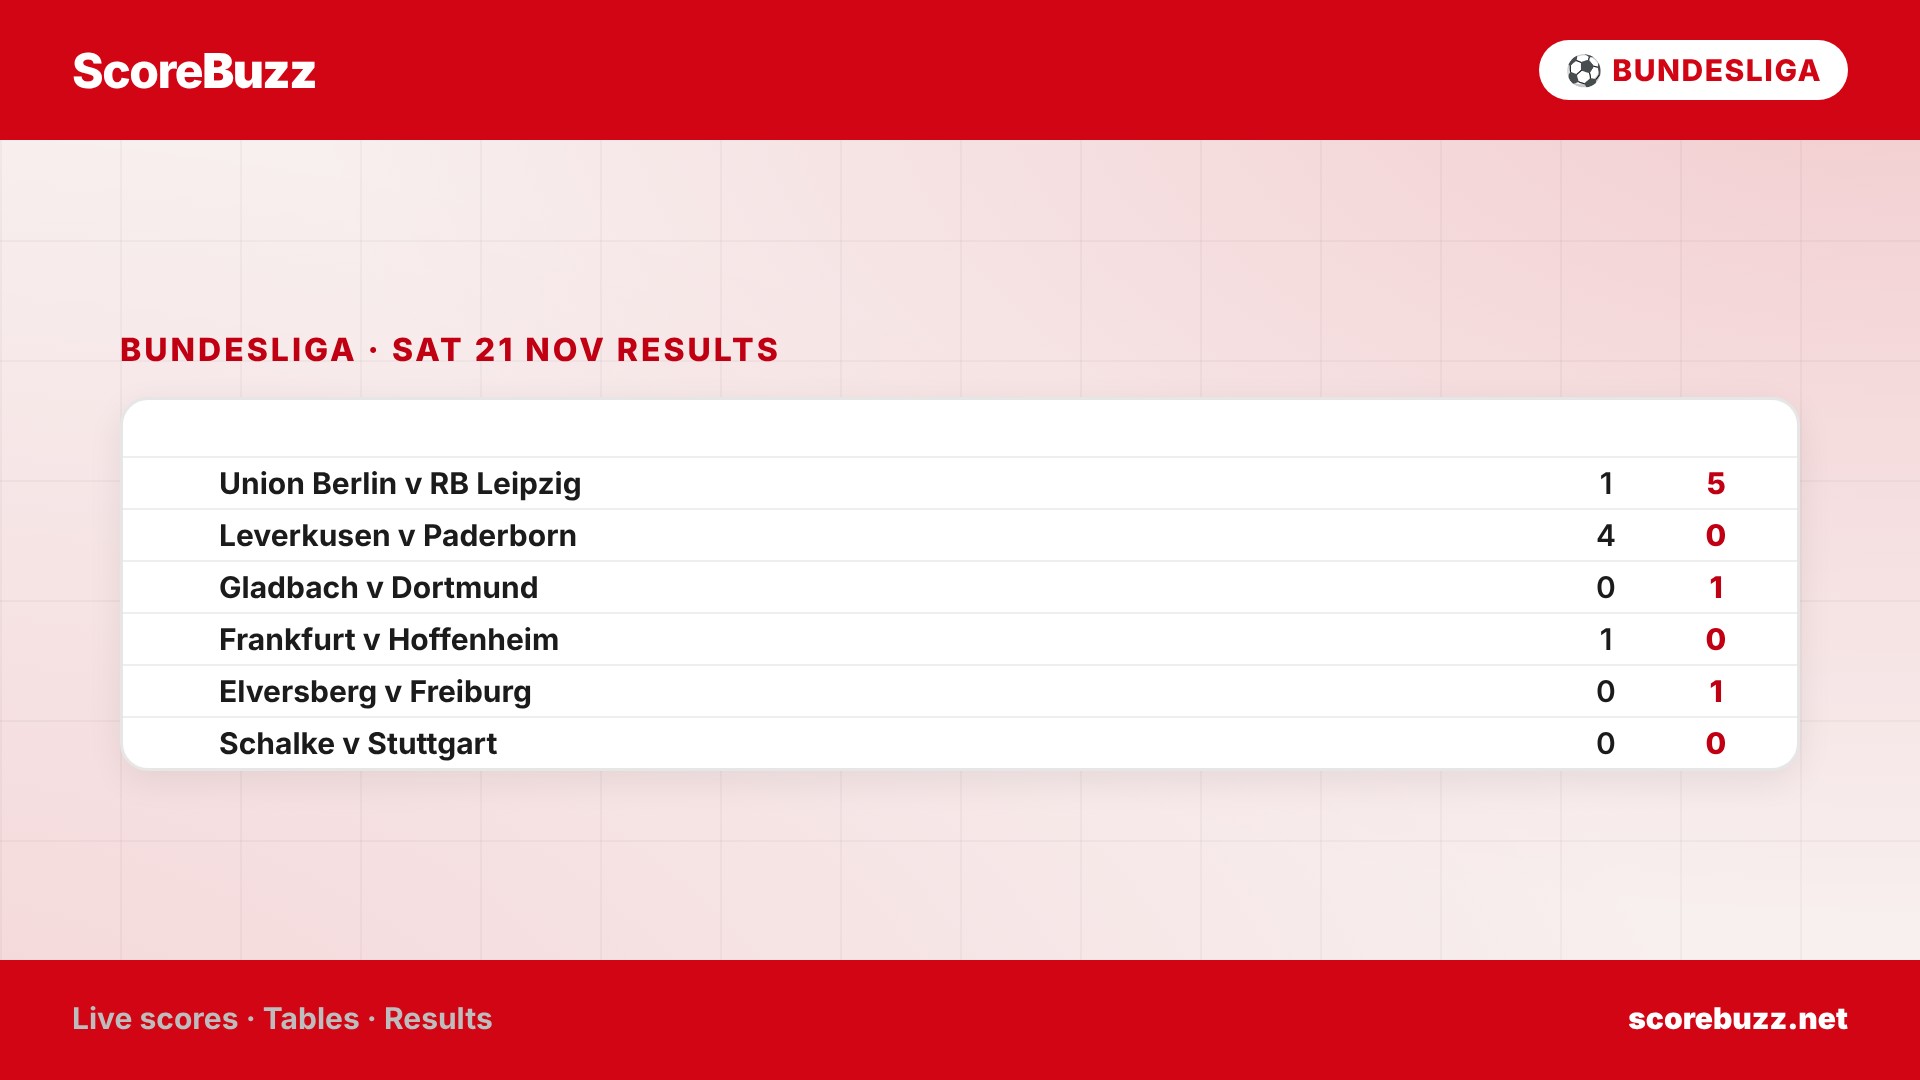 ScoreBuzz
⚽ BUNDESLIGA
BUNDESLIGA · SAT 21 NOV RESULTS
Union Berlin v RB Leipzig 1 5
Leverkusen v Paderborn 4 0
Gladbach v Dortmund 0 1
Frankfurt v Hoffenheim 1 0
Elversberg v Freiburg 0 1
Schalke v Stuttgart 0 0
Live scores · Tables · Results
scorebuzz.net